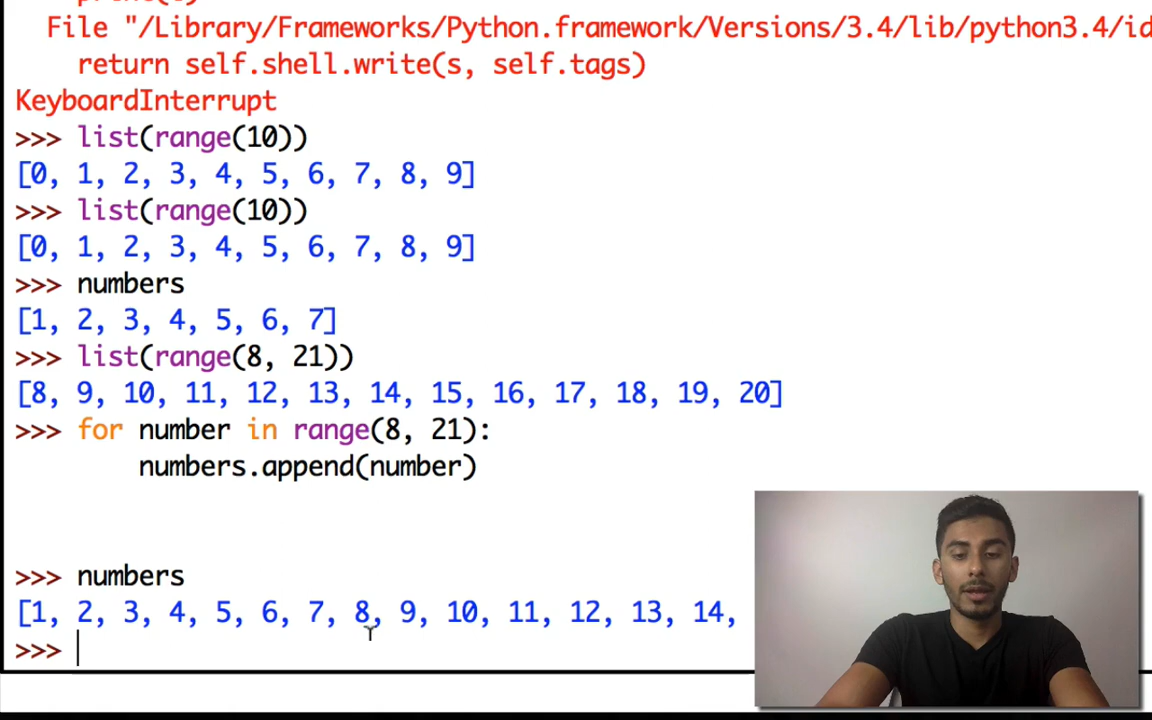 File "/Library/Frameworks/Python.framework/Versions/3.4/lib/python3.4/id
return self.shell.write(s, self.tags)
KeyboardInterrupt
>>> list(range(10))
[0, 1, 2, 3, 4, 5, 6, 7, 8, 9]
>>> list(range(10))
[0, 1, 2, 3, 4, 5, 6, 7, 8, 9]
>>> numbers
[1, 2, 3, 4, 5, 6, 7]
>>> list(range(8, 21))
[8, 9, 10, 11, 12, 13, 14, 15, 16, 17, 18, 19, 20]
>>> for number in range(8, 21):
numbers.append(number)
>>> numbers
[1, 2, 3, 4, 5, 6, 7, 8, 9, 10, 11, 12, 13, 14,
>>>